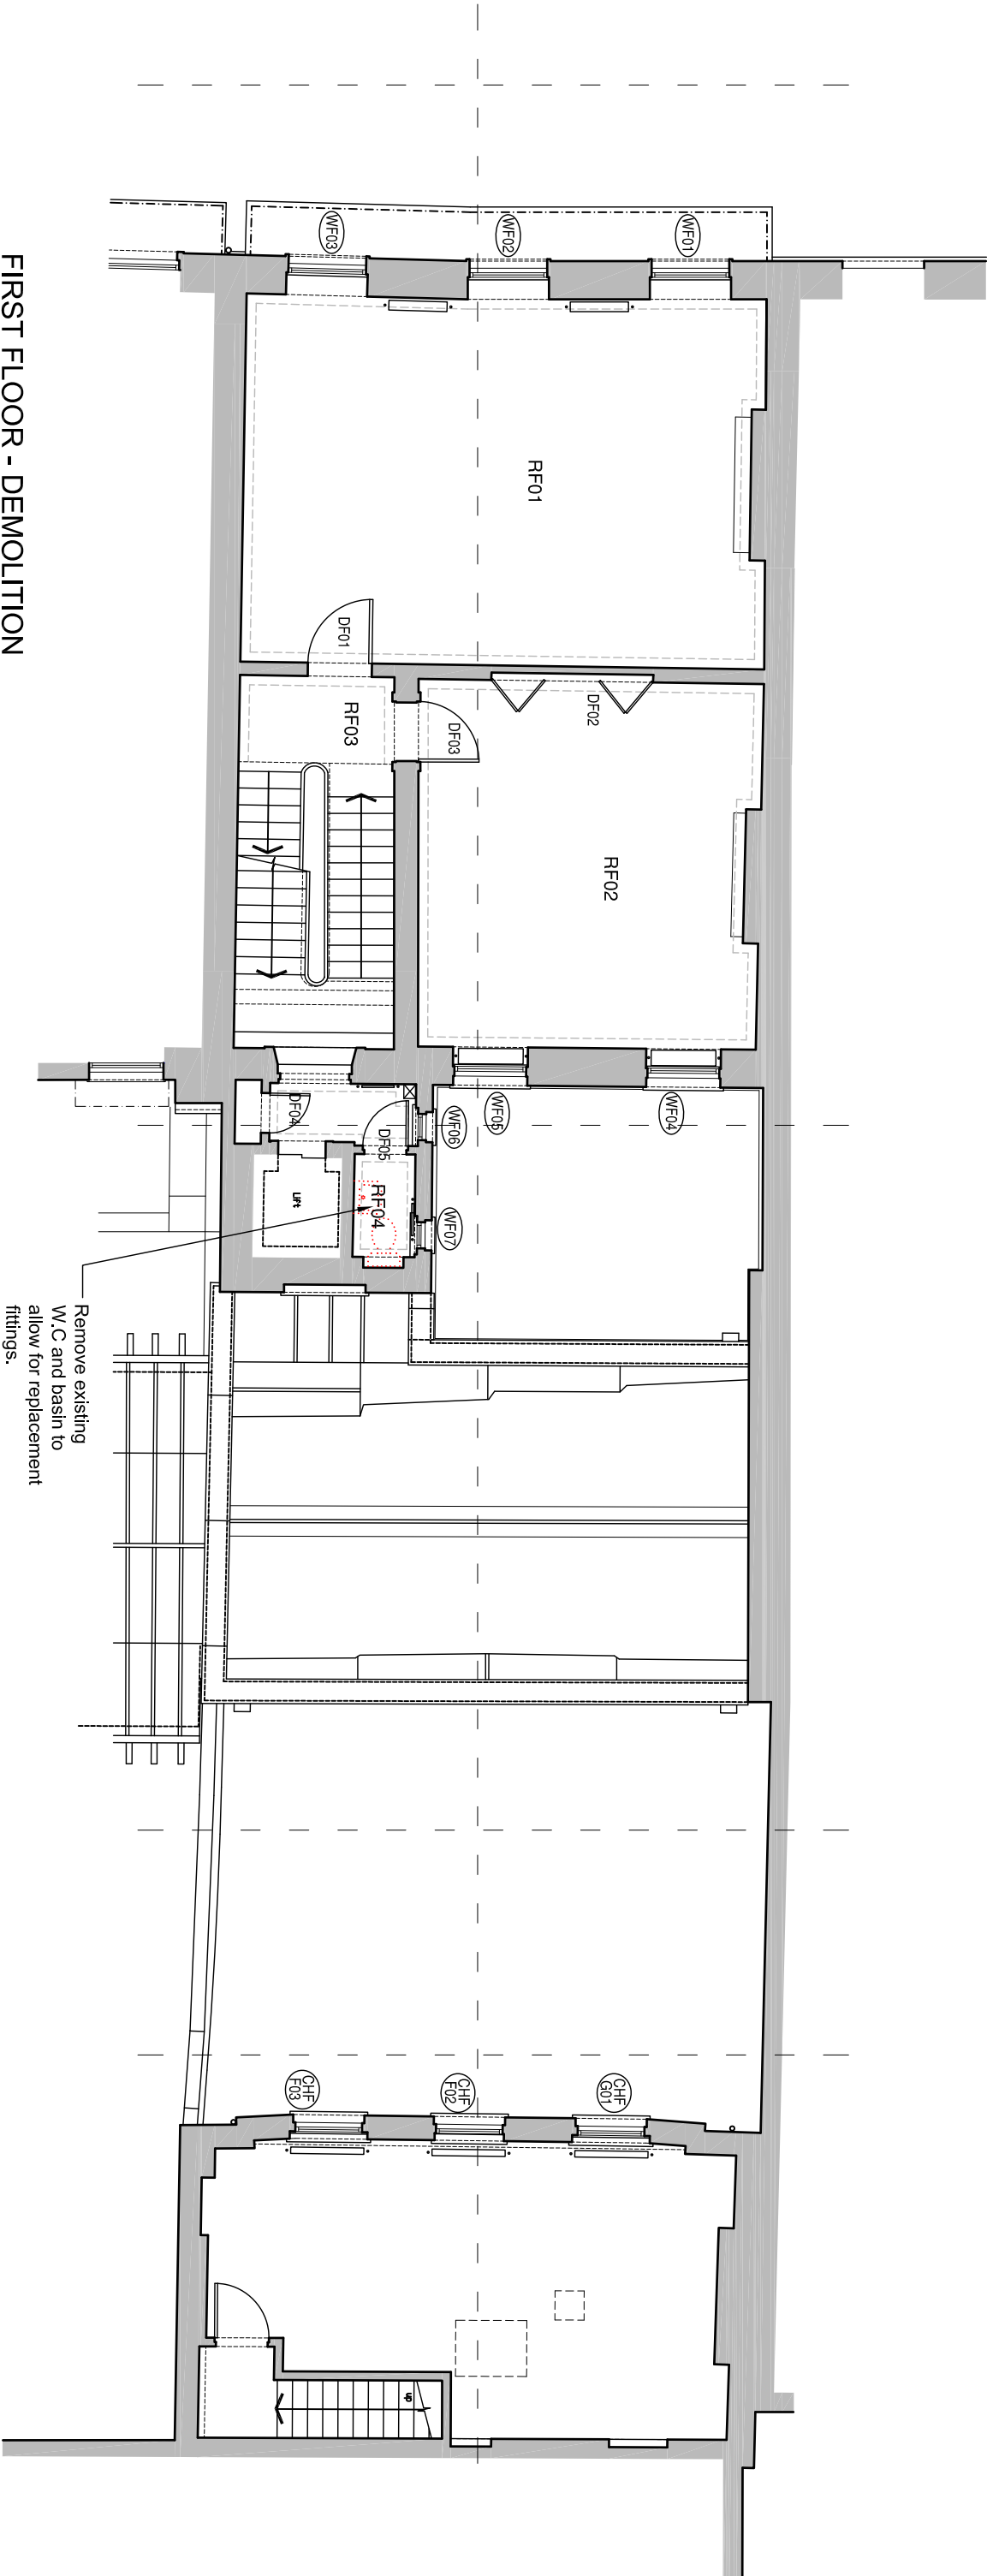 FIRST FLOOR - DEMOLITION
WF03
WF02
WF01
RF01
DF01
RF03
DF03
DF02
RF02
DF04
DF05
WF06
WF05
WF04
RF04
Lift
WF07
Remove existing
W.C and basin to
allow for replacement
fittings.
CHF
F03
CHF
F02
CHF
G01
up